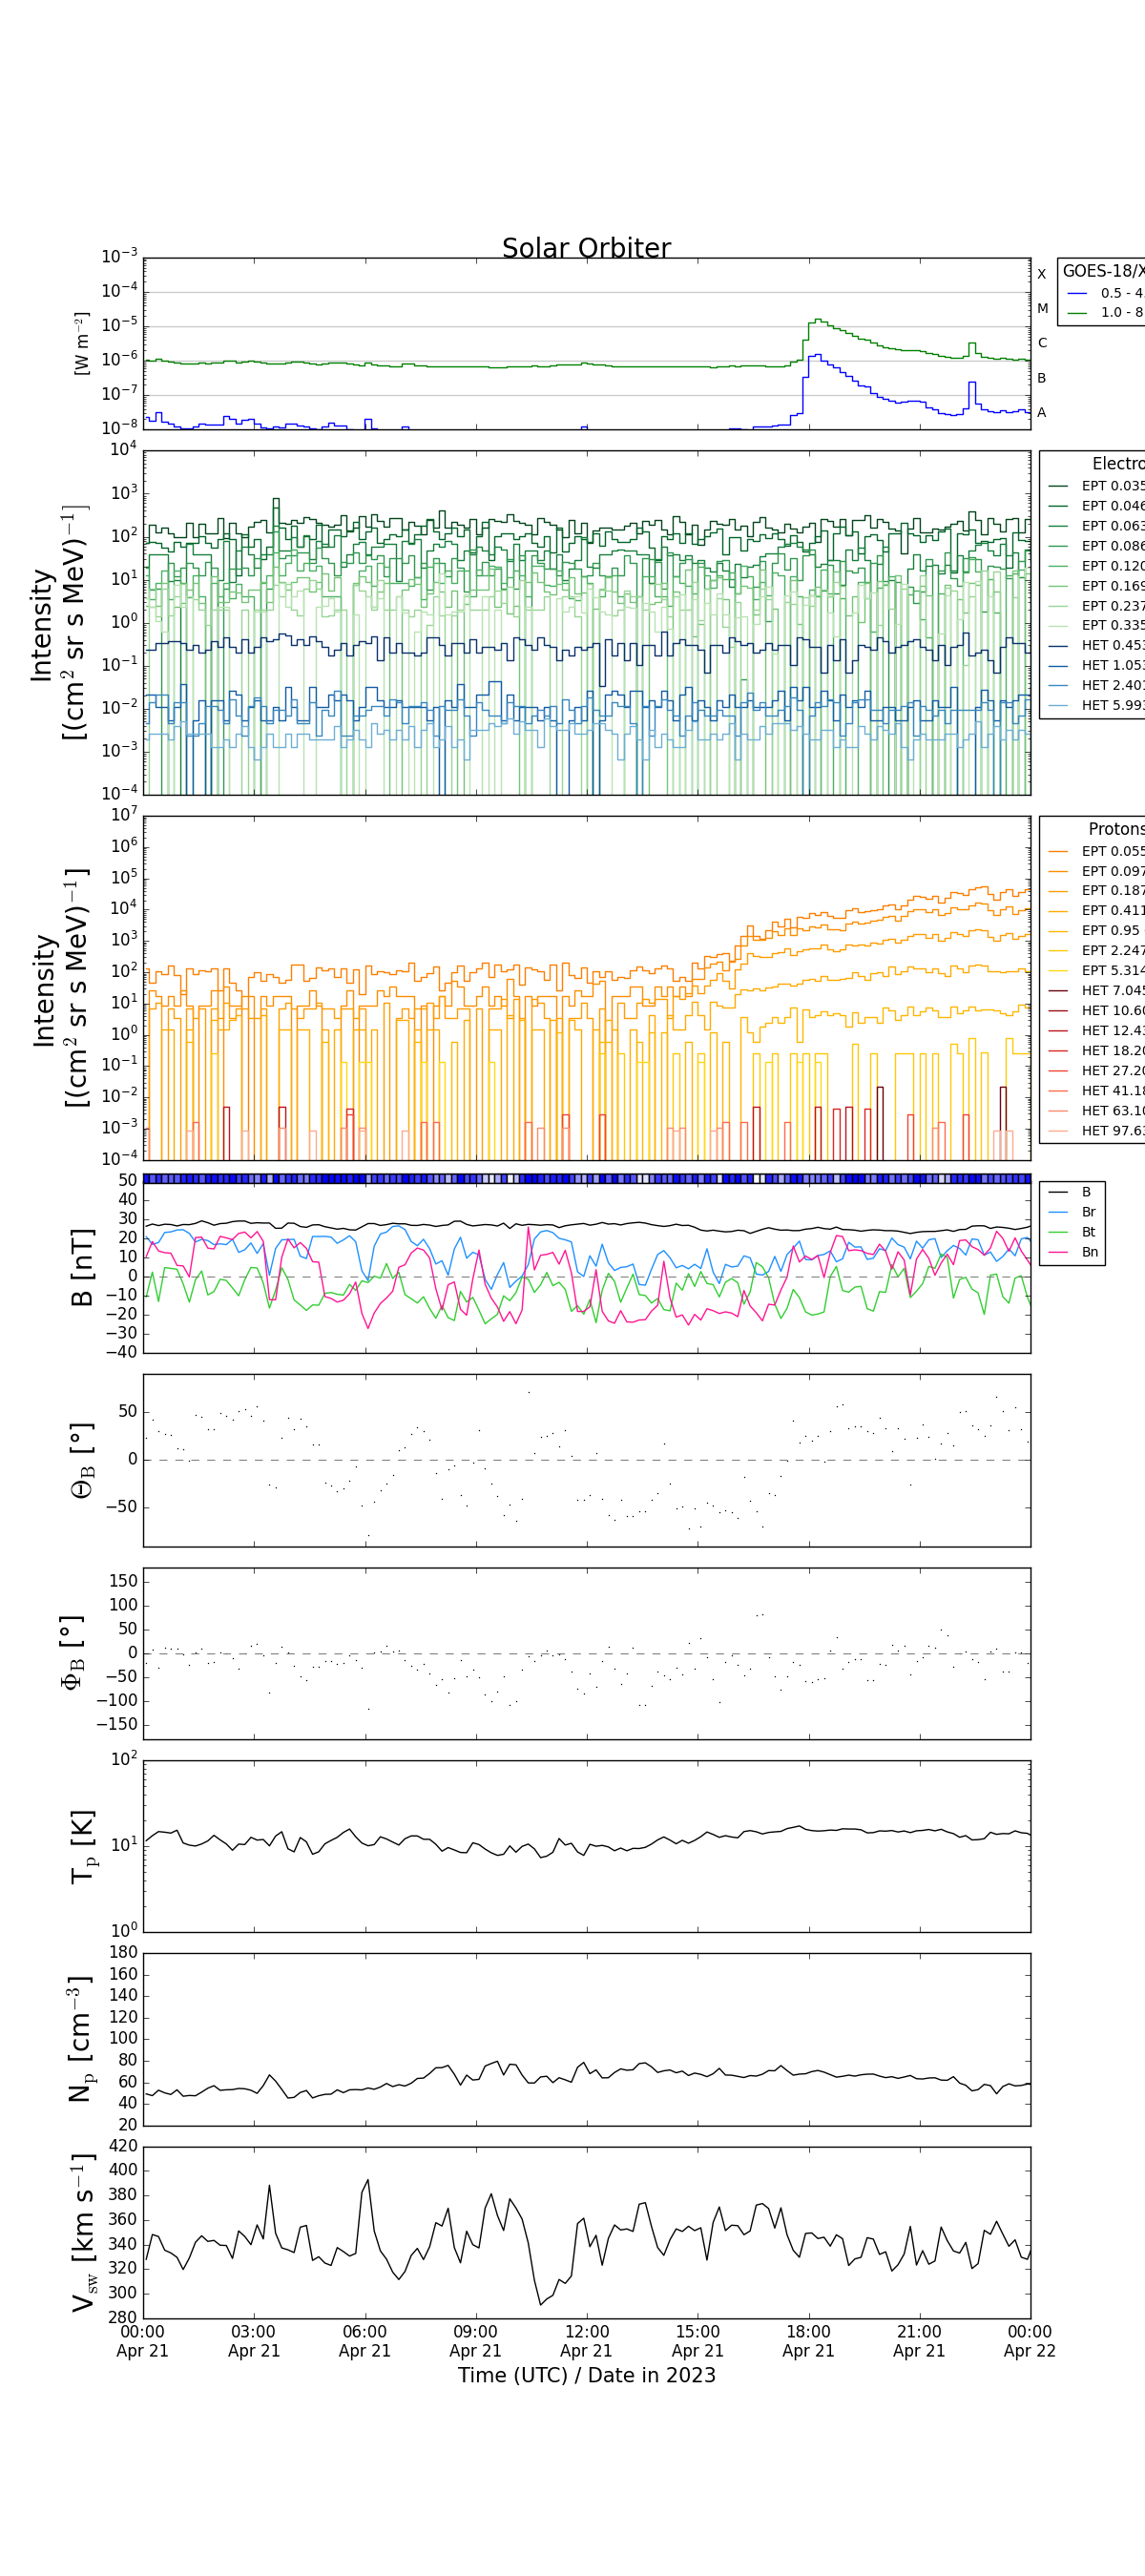 Solar Orbiter
10⁻³
10⁻⁴
10⁻⁵
10⁻⁶
10⁻⁷
10⁻⁸
[W m⁻²]
X
M
C
B
A
GOES-18/X
0.5 - 4.
1.0 - 8
10⁴
10³
10²
10¹
10⁰
10⁻¹
10⁻²
10⁻³
10⁻⁴
Intensity
[(cm² sr s MeV)⁻¹]
Electro
EPT 0.035
EPT 0.046
EPT 0.063
EPT 0.086
EPT 0.120
EPT 0.169
EPT 0.237
EPT 0.335
HET 0.453
HET 1.053
HET 2.401
HET 5.993
10⁷
10⁶
10⁵
10⁴
10³
10²
10¹
10⁰
10⁻¹
10⁻²
10⁻³
10⁻⁴
Intensity
[(cm² sr s MeV)⁻¹]
Protons
EPT 0.055
EPT 0.097
EPT 0.187
EPT 0.411
EPT 0.95
EPT 2.247
EPT 5.314
HET 7.045
HET 10.60
HET 12.43
HET 18.20
HET 27.20
HET 41.18
HET 63.10
HET 97.63
50
40
30
20
10
0
−10
−20
−30
−40
B [nT]
B
Br
Bt
Bn
50
0
−50
Θ_B [°]
150
100
50
0
−50
−100
−150
Φ_B [°]
10²
10¹
10⁰
T_p [K]
180
160
140
120
100
80
60
40
20
N_p [cm⁻³]
420
400
380
360
340
320
300
280
V_sw [km s⁻¹]
00:00 03:00 06:00 09:00 12:00 15:00 18:00 21:00 00:00
Apr 21 Apr 21 Apr 21 Apr 21 Apr 21 Apr 21 Apr 21 Apr 21 Apr 22
Time (UTC) / Date in 2023